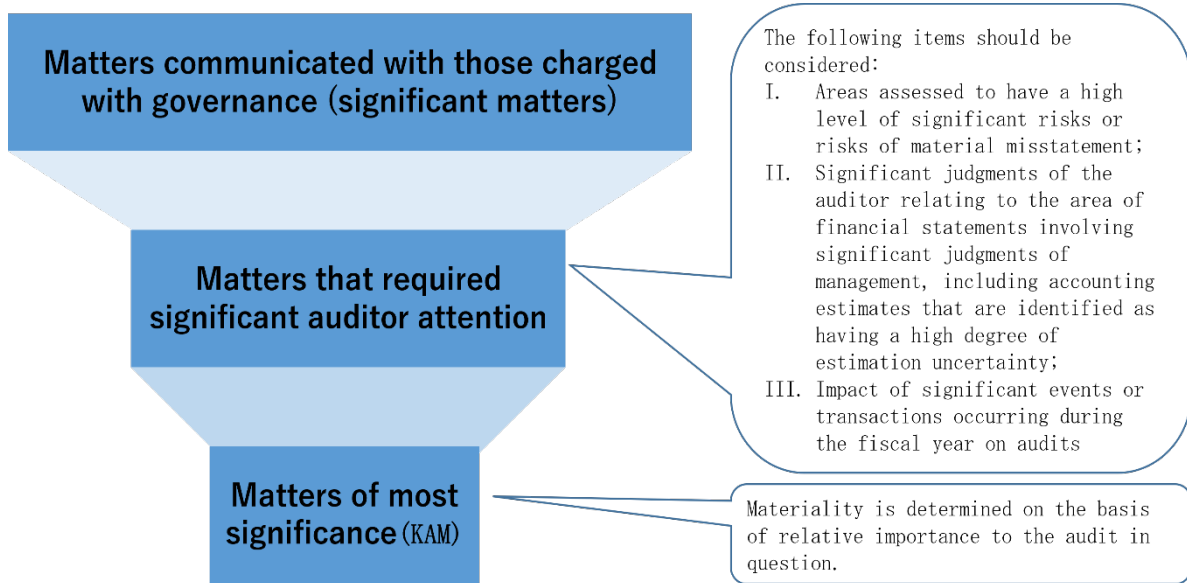 Matters communicated with those charged
with governance (significant matters)
Matters that required
significant auditor attention
Matters of most
significance (KAM)
The following items should be
considered:
I. Areas assessed to have a high
level of significant risks or
risks of material misstatement;
II. Significant judgments of the
auditor relating to the area of
financial statements involving
significant judgments of
management, including accounting
estimates that are identified as
having a high degree of
estimation uncertainty;
III. Impact of significant events or
transactions occurring during
the fiscal year on audits
Materiality is determined on the basis
of relative importance to the audit in
question.